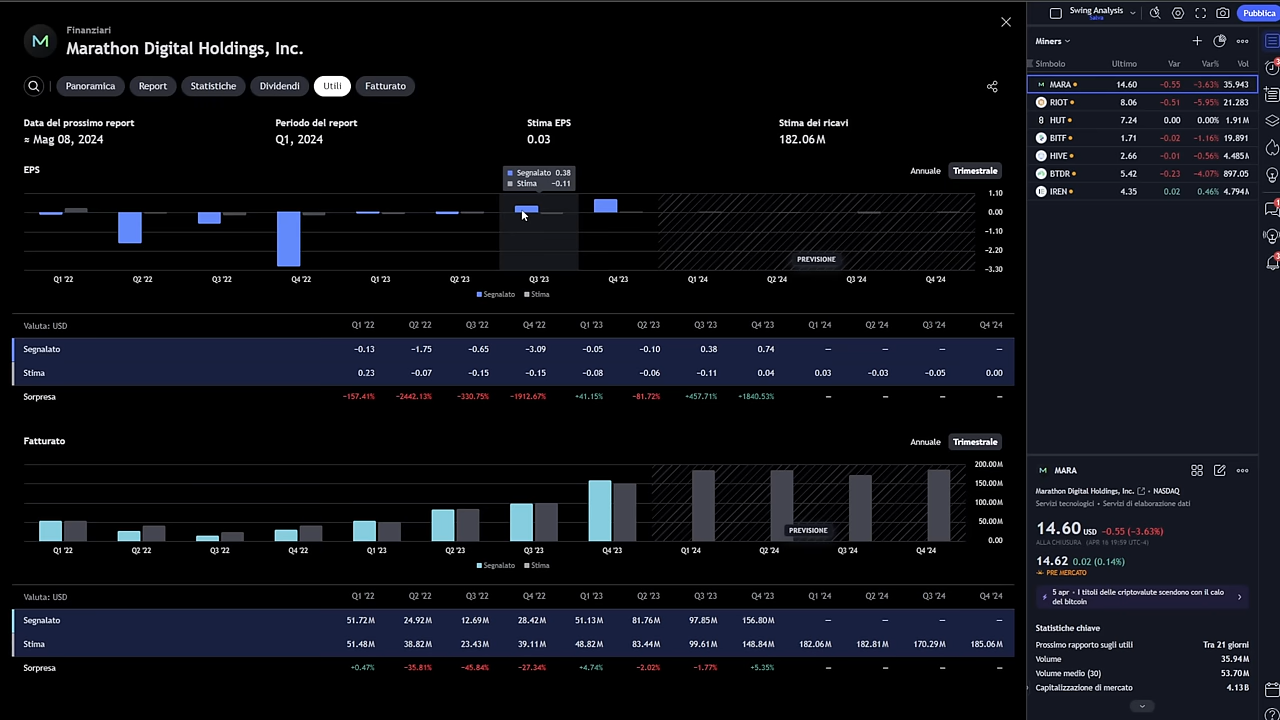 Finanziari
Marathon Digital Holdings, Inc.
Panoramica Report Statistiche Dividendi Utili Fatturato
Data del prossimo report Periodo del report Stima EPS Stima dei ricavi
≈ Mag 08, 2024 Q1, 2024 0.03 182.06 M
EPS Annuale Trimestrale
Segnalato 0.38
Stima −0.11
1.10
0.00
−1.10
−2.20
−3.30
PREVISIONE
Q1 '22 Q2 '22 Q3 '22 Q4 '22 Q1 '23 Q2 '23 Q3 '23 Q4 '23 Q1 '24 Q2 '24 Q3 '24 Q4 '24
Segnalato Stima
Valuta: USD Q1 '22 Q2 '22 Q3 '22 Q4 '22 Q1 '23 Q2 '23 Q3 '23 Q4 '23 Q1 '24 Q2 '24 Q3 '24 Q4 '24
Segnalato −0.13 −1.75 −0.65 −3.09 −0.05 −0.10 0.38 0.74 — — — —
Stima 0.23 −0.07 −0.15 −0.15 −0.08 −0.06 −0.11 0.04 0.03 −0.03 −0.05 0.00
Sorpresa −157.41% −2442.13% −330.75% −1912.67% +41.15% −81.72% +457.71% +1840.53% — — — —
Fatturato Annuale Trimestrale
200.00M
150.00M
100.00M
50.00M
0.00
PREVISIONE
Q1 '22 Q2 '22 Q3 '22 Q4 '22 Q1 '23 Q2 '23 Q3 '23 Q4 '23 Q1 '24 Q2 '24 Q3 '24 Q4 '24
Segnalato Stima
Valuta: USD Q1 '22 Q2 '22 Q3 '22 Q4 '22 Q1 '23 Q2 '23 Q3 '23 Q4 '23 Q1 '24 Q2 '24 Q3 '24 Q4 '24
Segnalato 51.72M 24.92M 12.69M 28.42M 51.13M 81.76M 97.85M 156.80M — — — —
Stima 51.48M 38.82M 23.43M 39.11M 48.82M 83.44M 99.61M 148.84M 182.06M 182.81M 170.29M 185.06M
Sorpresa +0.47% −35.81% −45.84% −27.34% +4.74% −2.02% −1.77% +5.35% — — — —
Swing Analysis
Salva
Pubblica
Miners
Simbolo Ultimo Var Var% Vol
MARA 14.60 −0.55 −3.63% 35.943
RIOT 8.06 −0.51 −5.95% 21.283
HUT 7.24 0.00 0.00% 1.91M
BITF 1.71 −0.02 −1.16% 19.891
HIVE 2.66 −0.01 −0.56% 4.485M
BTDR 5.42 −0.23 −4.07% 897.05
IREN 4.35 0.02 0.46% 4.794M
MARA
Marathon Digital Holdings, Inc. • NASDAQ
Servizi tecnologici • Servizi di elaborazione dati
14.60 USD −0.55 (−3.63%)
ALLA CHIUSURA (APR 16 19:59 UTC-4)
14.62 0.02 (0.14%)
PRE MERCATO
5 apr - I titoli delle criptovalute scendono con il calo
del bitcoin
Statistiche chiave
Prossimo rapporto sugli utili Tra 21 giorni
Volume 35.94M
Volume medio (30) 53.70M
Capitalizzazione di mercato 4.13B